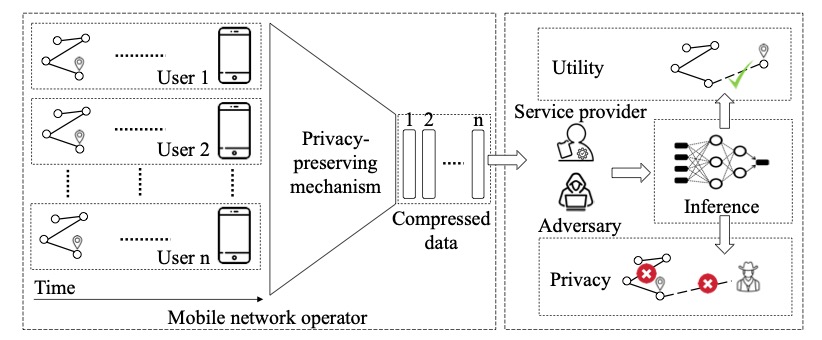 User 1
User 2
User n
Time
Mobile network operator
Privacy-
preserving
mechanism
1 2 n
Compressed
data
Service provider
Adversary
Utility
Inference
Privacy